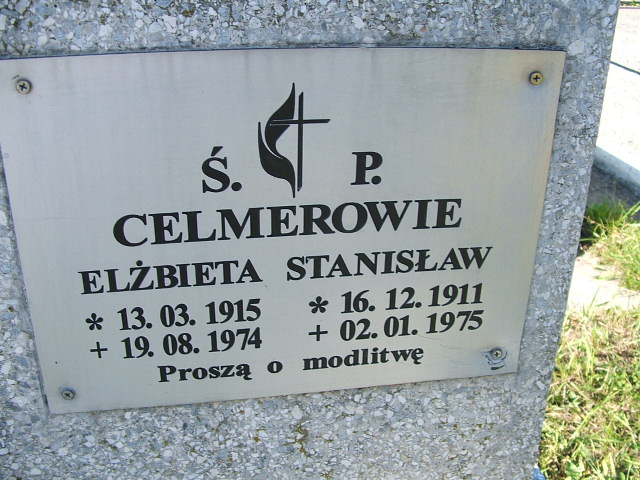 Ś. P.
CELMEROWIE
ELŻBIETA STANISŁAW
* 13. 03. 1915 * 16. 12. 1911
+ 19. 08. 1974 + 02. 01. 1975
Proszą o modlitwę